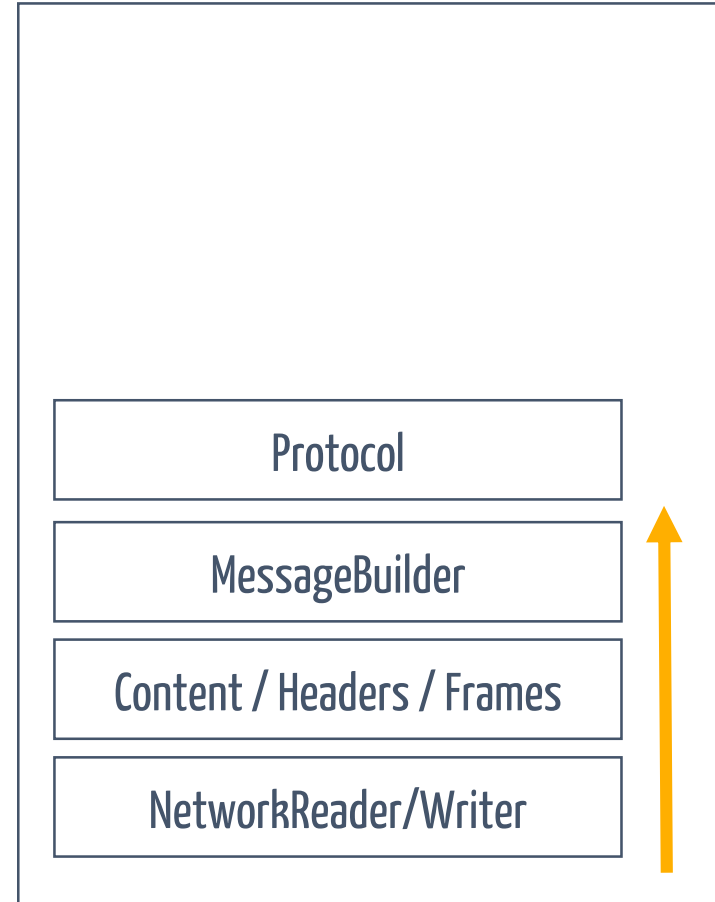 Protocol
MessageBuilder
Content / Headers / Frames
NetworkReader/Writer